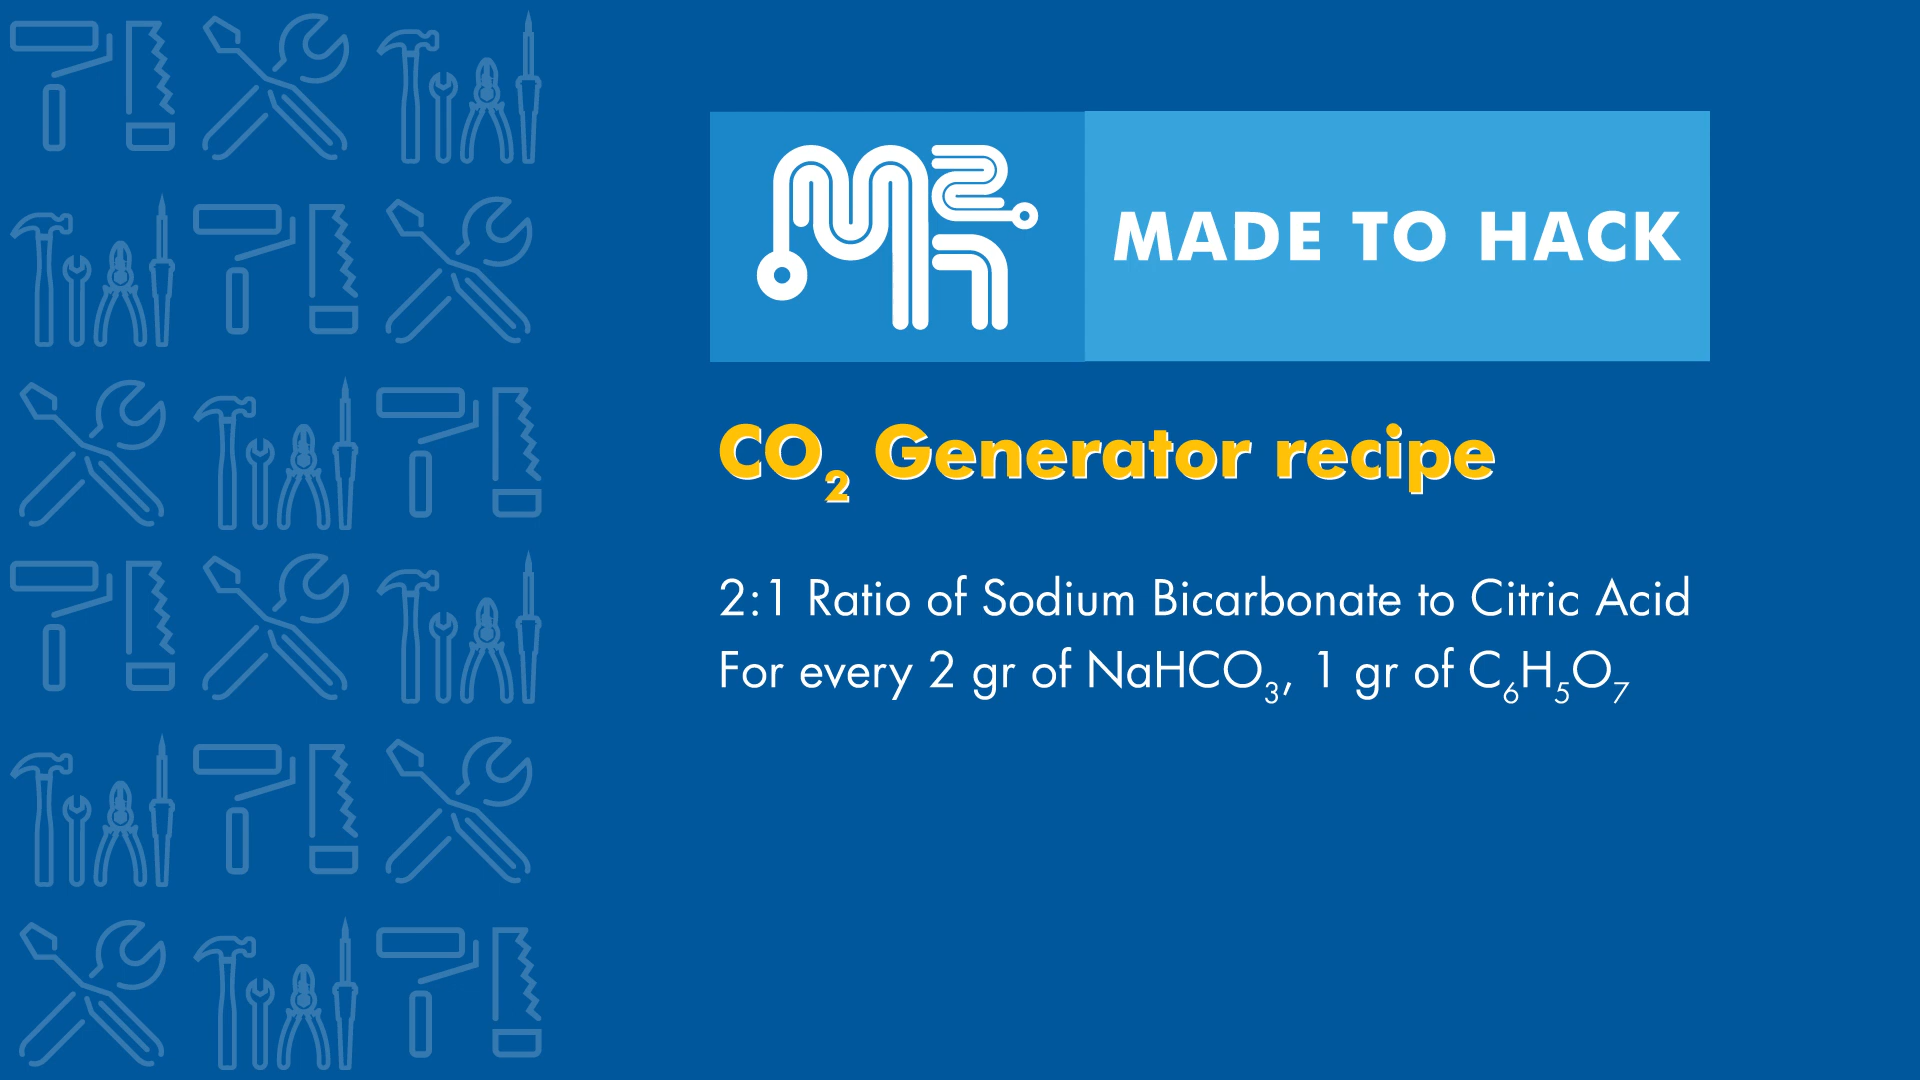 M2H
MADE TO HACK
CO₂ Generator recipe
2:1 Ratio of Sodium Bicarbonate to Citric Acid
For every 2 gr of NaHCO₃, 1 gr of C₆H₅O₇